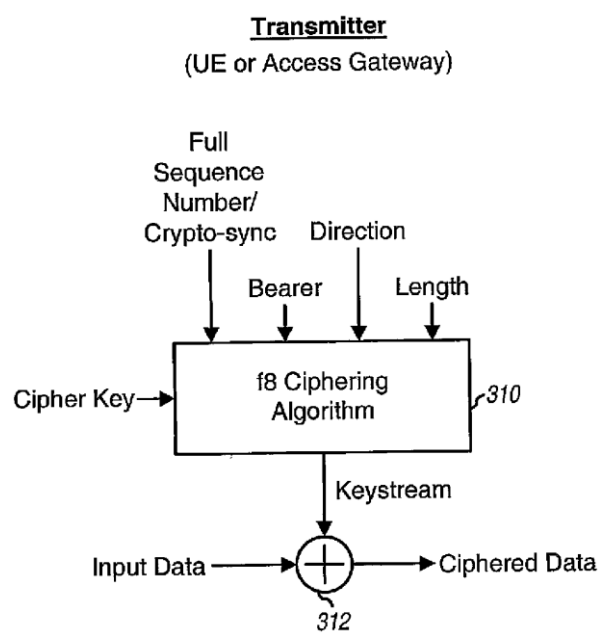 Transmitter
(UE or Access Gateway)
Full
Sequence
Number/
Crypto-sync
Direction
Bearer
Length
Cipher Key
f8 Ciphering
Algorithm
310
Keystream
Input Data
Ciphered Data
312